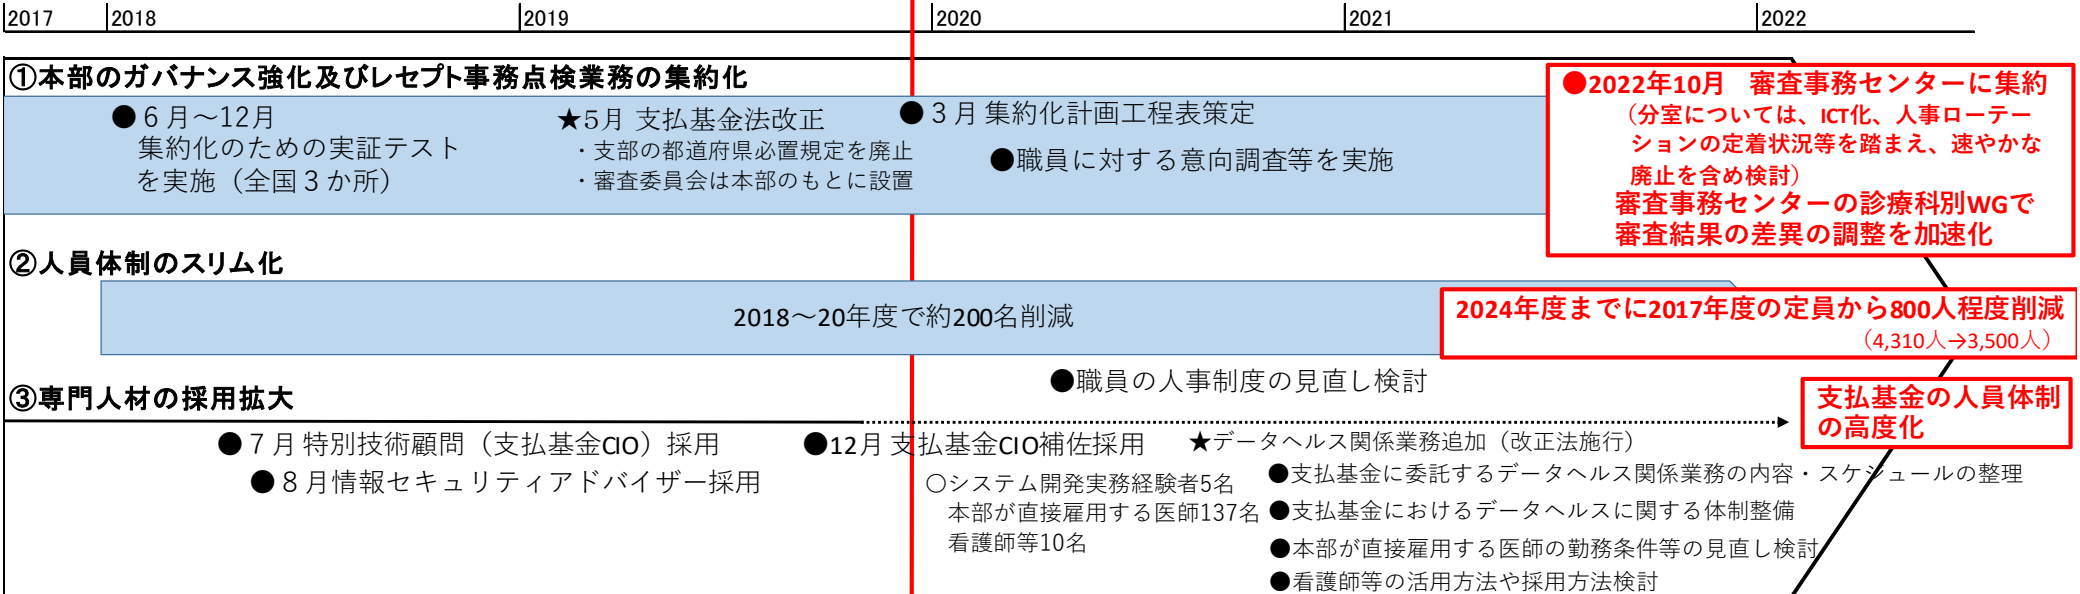 2017
2018
2019
2020
2021
2022
①本部のガバナンス強化及びレセプト事務点検業務の集約化
●６月～12月
集約化のための実証テスト
を実施（全国３か所）
★5月 支払基金法改正
・支部の都道府県必置規定を廃止
・審査委員会は本部のもとに設置
●３月 集約化計画工程表策定
●職員に対する意向調査等を実施
●2022年10月　審査事務センターに集約
（分室については、ICT化、人事ローテー
ションの定着状況等を踏まえ、速やかな
廃止を含め検討）
審査事務センターの診療科別WGで
審査結果の差異の調整を加速化
②人員体制のスリム化
2018～20年度で約200名削減
2024年度までに2017年度の定員から800人程度削減
（4,310人→3,500人）
●職員の人事制度の見直し検討
③専門人材の採用拡大
支払基金の人員体制
の高度化
●７月 特別技術顧問（支払基金CIO）採用
●８月情報セキュリティアドバイザー採用
●12月 支払基金CIO補佐採用
○システム開発実務経験者5名
本部が直接雇用する医師137名
看護師等10名
★データヘルス関係業務追加（改正法施行）
●支払基金に委託するデータヘルス関係業務の内容・スケジュールの整理
●支払基金におけるデータヘルスに関する体制整備
●本部が直接雇用する医師の勤務条件等の見直し検討
●看護師等の活用方法や採用方法検討